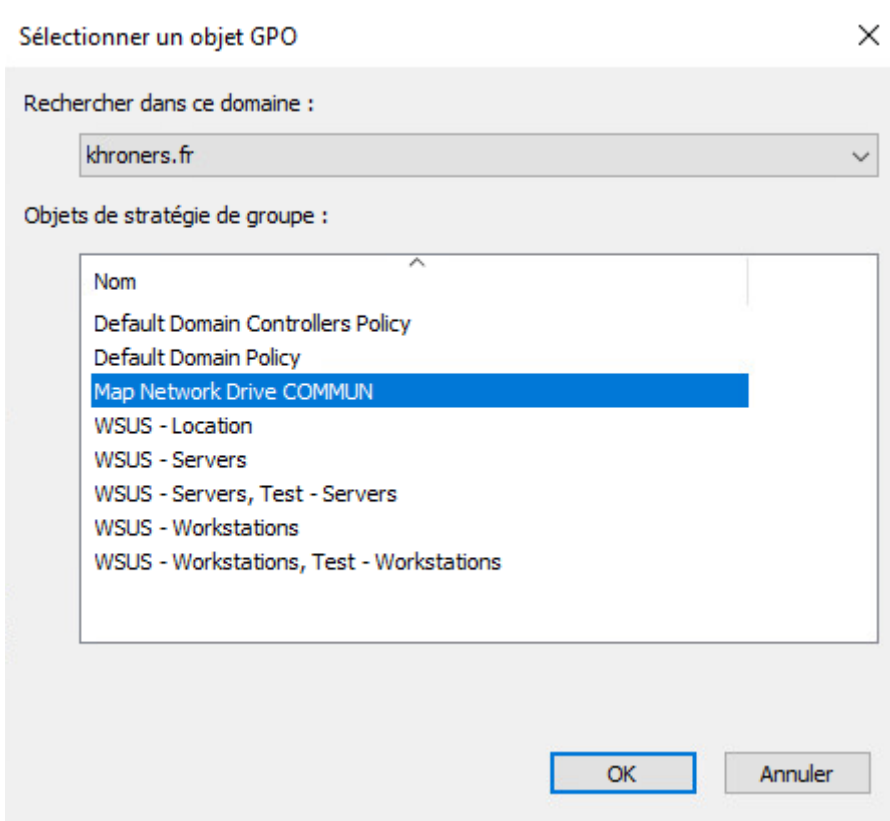 Sélectionner un objet GPO
Rechercher dans ce domaine :
khroners.fr
Objets de stratégie de groupe :
Nom
Default Domain Controllers Policy
Default Domain Policy
Map Network Drive COMMUN
WSUS - Location
WSUS - Servers
WSUS - Servers, Test - Servers
WSUS - Workstations
WSUS - Workstations, Test - Workstations
OK Annuler